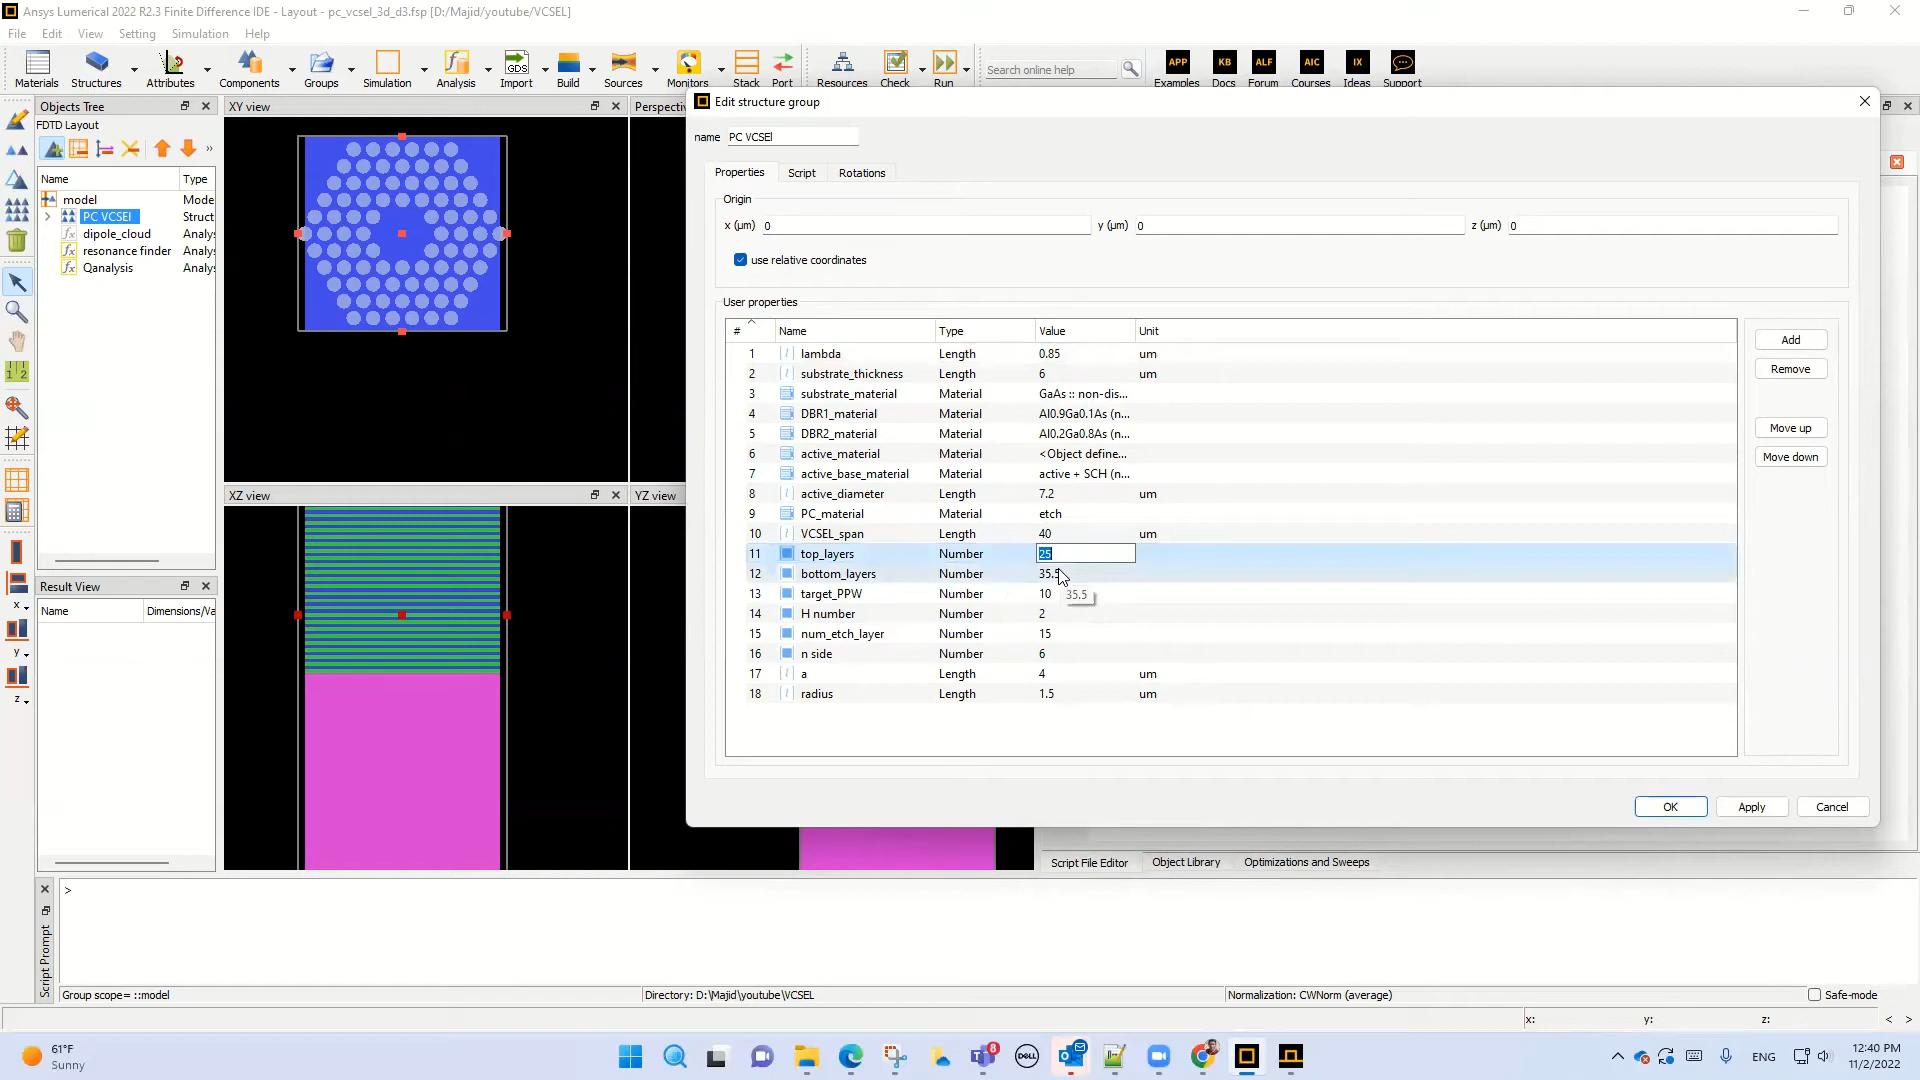 Ansys Lumerical 2022 R2.3 Finite Difference IDE - Layout - pc_vcsel_3d_d3.fsp [D:/Majid/youtube/VCSEL]
File Edit View Setting Simulation Help
Materials Structures Attributes Components Groups Simulation Analysis GDS Import Build Sources Monitors Stack Port Resources Check Run Search online help APP Examples KB Docs ALF Forum AIC Courses IX Ideas Support
Objects Tree
FDTD Layout
Name Type
model Mode
PC VCSEl Struct
dipole_cloud Analys
resonance finder Analys
Qanalysis Analys
Result View
Name Dimensions/Va
XY view
Perspectiv
XZ view
YZ view
x
y
z
Edit structure group
name PC VCSEl
Properties Script Rotations
Origin
x (μm) 0 y (μm) 0 z (μm) 0
use relative coordinates
User properties
# Name Type Value Unit
1 lambda Length 0.85 um
2 substrate_thickness Length 6 um
3 substrate_material Material GaAs :: non-dis...
4 DBR1_material Material Al0.9Ga0.1As (n...
5 DBR2_material Material Al0.2Ga0.8As (n...
6 active_material Material <Object define...
7 active_base_material Material active + SCH (n...
8 active_diameter Length 7.2 um
9 PC_material Material etch
10 VCSEL_span Length 40 um
11 top_layers Number 25
12 bottom_layers Number 35.5
13 target_PPW Number 10
35.5
14 H number Number 2
15 num_etch_layer Number 15
16 n side Number 6
17 a Length 4 um
18 radius Length 1.5 um
Add
Remove
Move up
Move down
OK Apply Cancel
Script File Editor Object Library Optimizations and Sweeps
Script Prompt
>
Group scope= ::model Directory: D:\Majid\youtube\VCSEL Normalization: CWNorm (average) Safe-mode
x: y: z:
61°F
Sunny
8
DELL
ENG
12:40 PM
11/2/2022